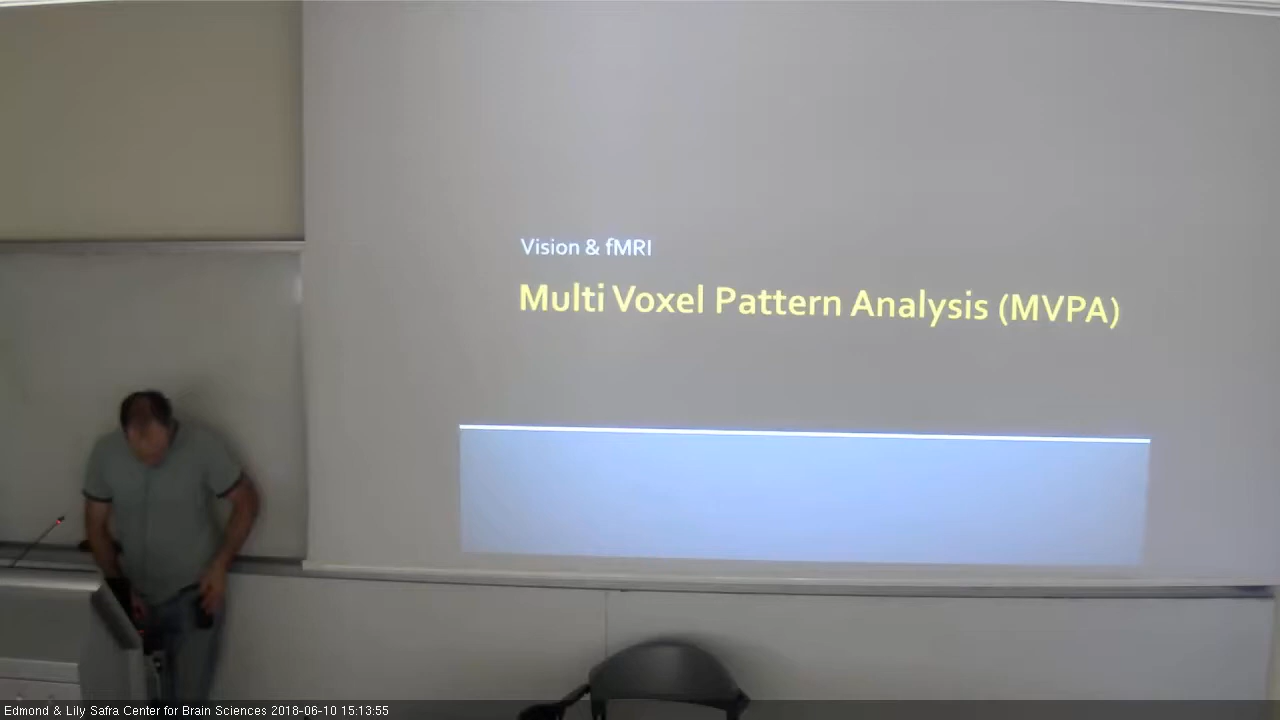 Vision & fMRI
Multi Voxel Pattern Analysis (MVPA)
Edmond & Lily Safra Center for Brain Sciences 2018-06-10 15:13:55